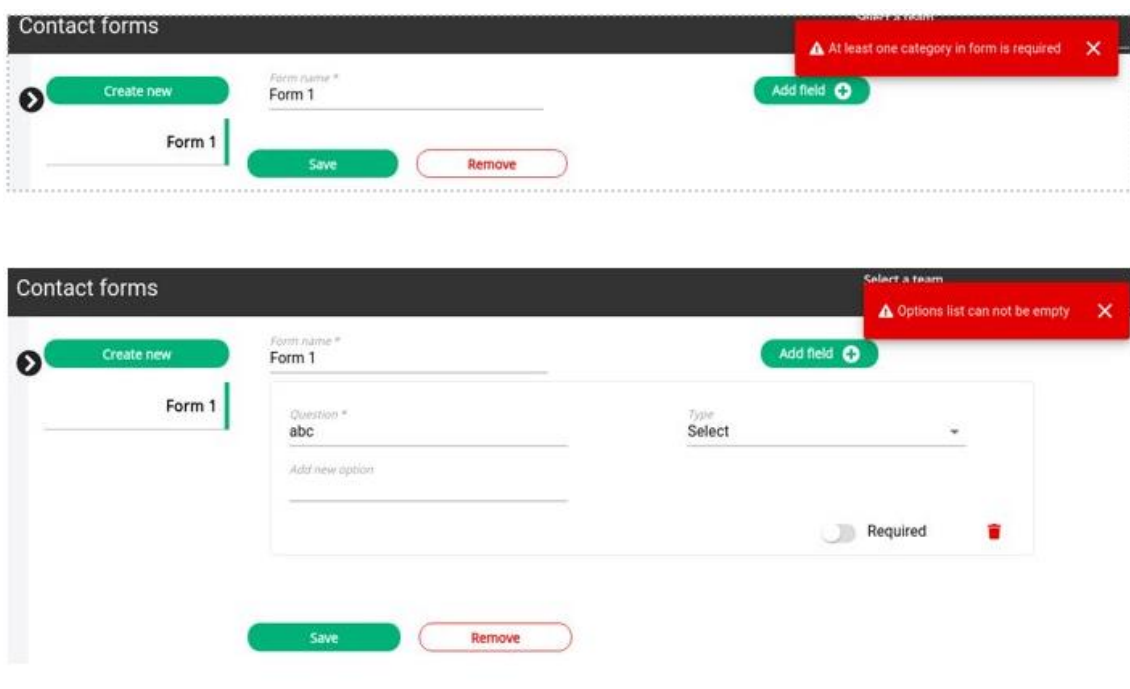 Contact forms
Select a team
At least one category in form is required
Create new
Form name *
Form 1
Add field
Form 1
Save
Remove
Contact forms
Select a team
Options list can not be empty
Create new
Form name *
Form 1
Add field
Form 1
Question *
abc
Type
Select
Add new option
Required
Save
Remove